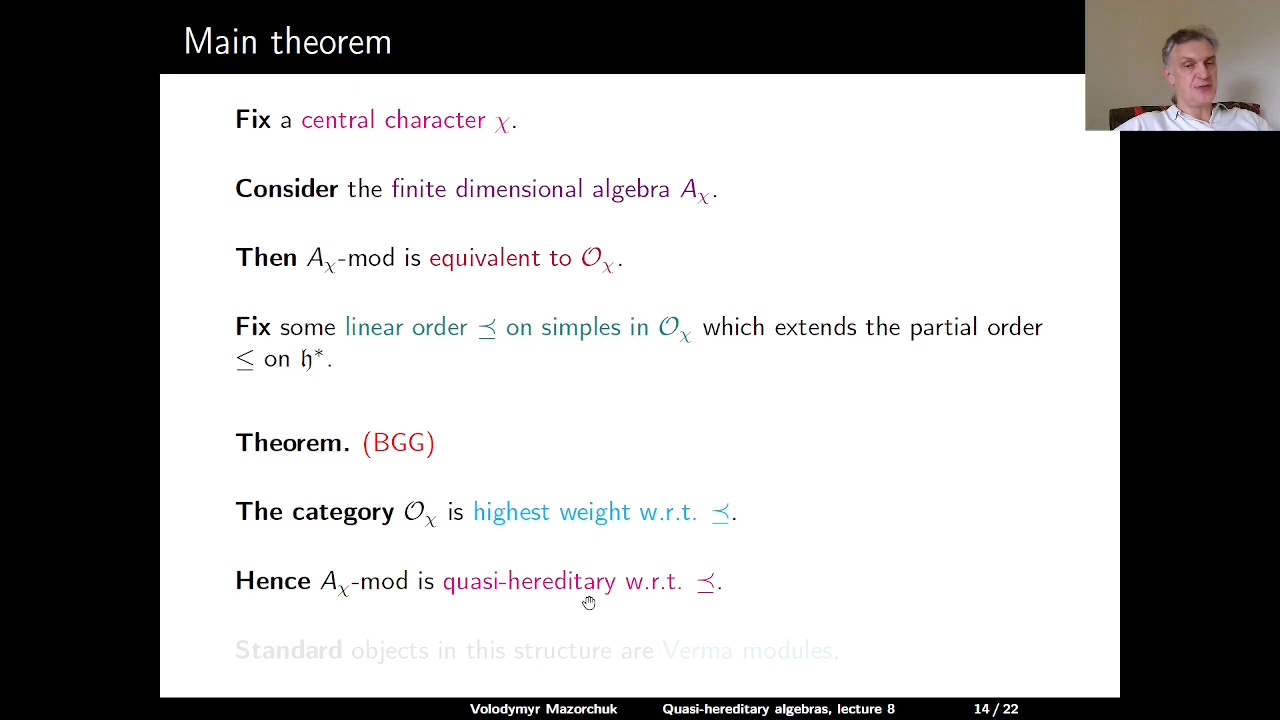 Main theorem
Fix a central character χ.
Consider the finite dimensional algebra A_χ.
Then A_χ-mod is equivalent to 𝒪_χ.
Fix some linear order ⪯ on simples in 𝒪_χ which extends the partial order
≤ on 𝔥*.
Theorem. (BGG)
The category 𝒪_χ is highest weight w.r.t. ⪯.
Hence A_χ-mod is quasi-hereditary w.r.t. ⪯.
Standard objects in this structure are Verma modules.
Volodymyr Mazorchuk Quasi-hereditary algebras, lecture 8 14 / 22